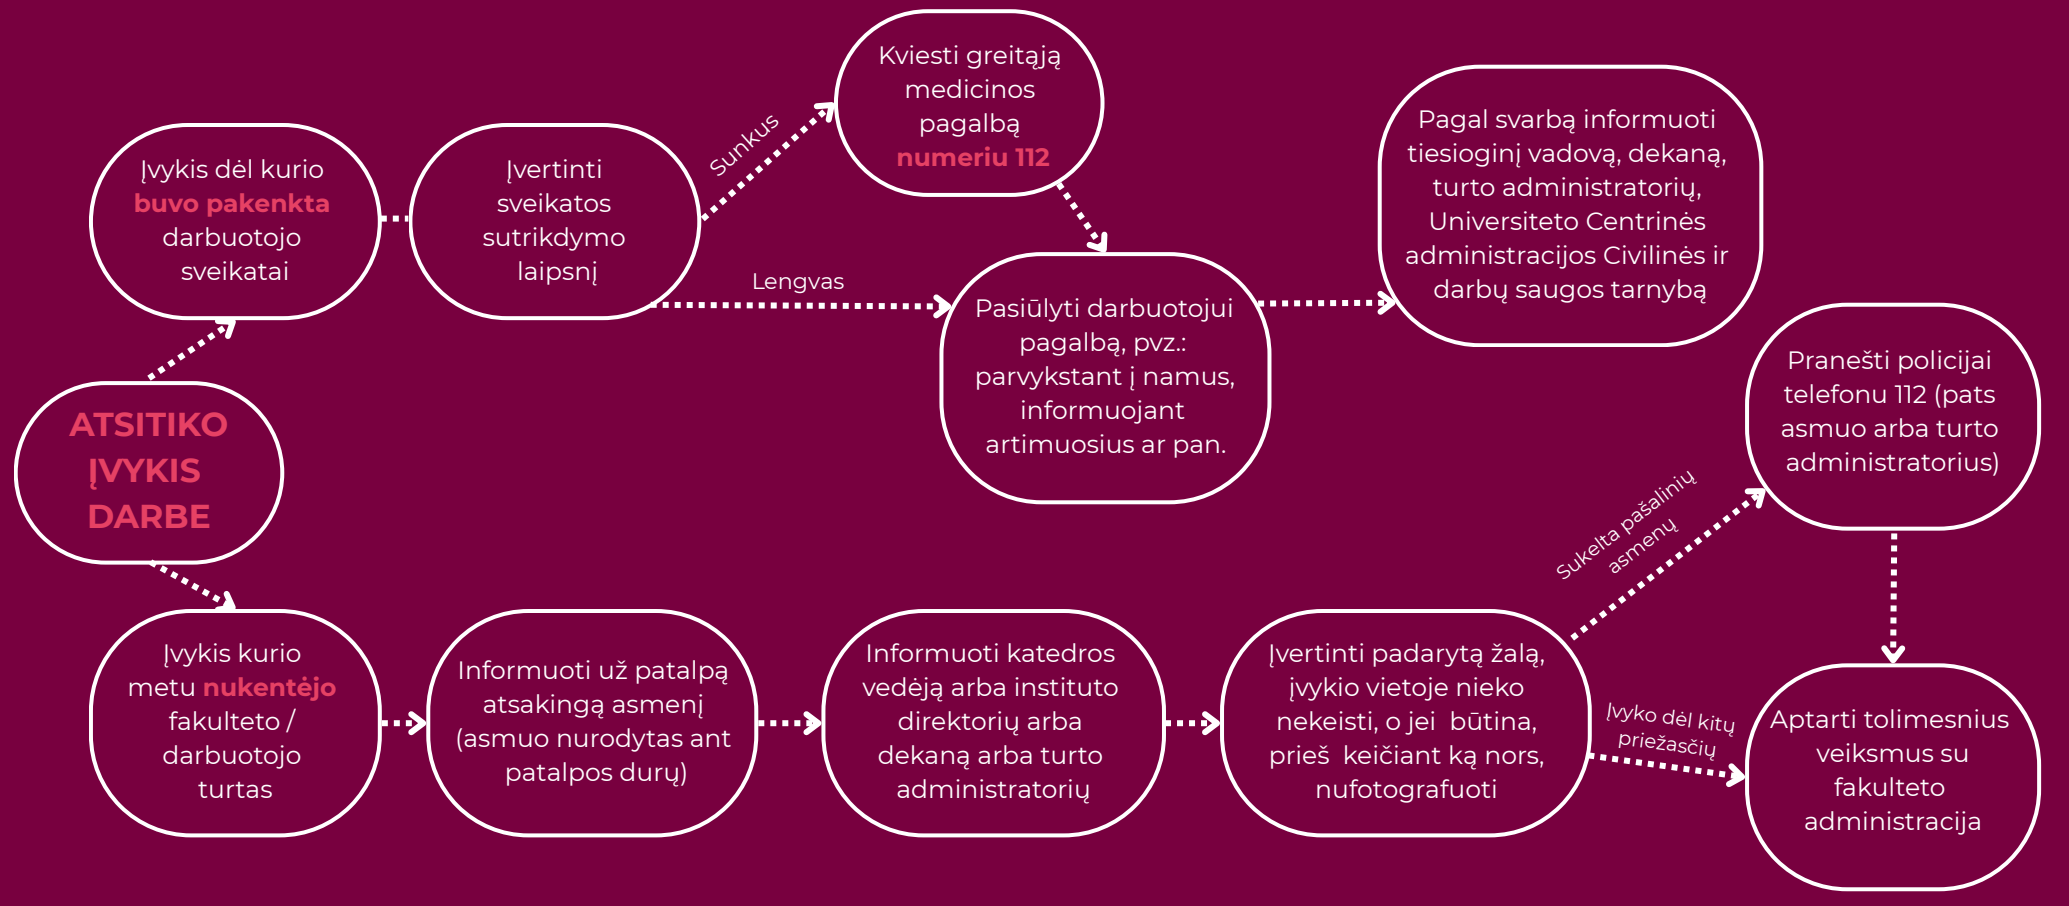 ATSITIKO
ĮVYKIS
DARBE
Įvykis dėl kurio
buvo pakenkta
darbuotojo
sveikatai
Įvertinti
sveikatos
sutrikdymo
laipsnį
Sunkus
Kviesti greitąją
medicinos
pagalbą
numeriu 112
Lengvas
Pasiūlyti darbuotojui
pagalbą, pvz.:
parvykstant į namus,
informuojant
artimuosius ar pan.
Pagal svarbą informuoti
tiesioginį vadovą, dekaną,
turto administratorių,
Universiteto Centrinės
administracijos Civilinės ir
darbų saugos tarnybą
Įvykis kurio
metu nukentėjo
fakulteto /
darbuotojo
turtas
Informuoti už patalpą
atsakingą asmenį
(asmuo nurodytas ant
patalpos durų)
Informuoti katedros
vedėją arba instituto
direktorių arba
dekaną arba turto
administratorių
Įvertinti padarytą žalą,
įvykio vietoje nieko
nekeisti, o jei  būtina,
prieš  keičiant ką nors,
nufotografuoti
Sukelta pašalinių
asmenų
Pranešti policijai
telefonu 112 (pats
asmuo arba turto
administratorius)
Įvyko dėl kitų
priežasčių
Aptarti tolimesnius
veiksmus su
fakulteto
administracija